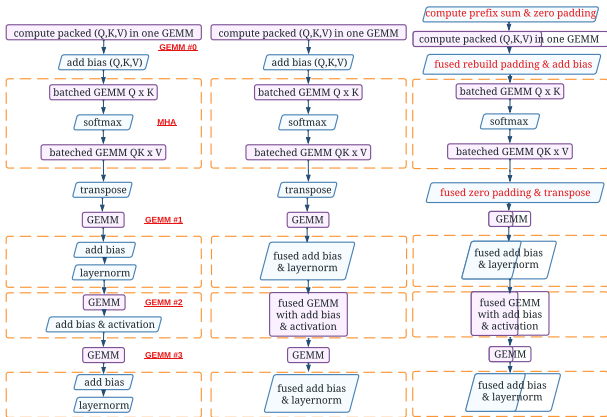 compute packed (Q,K,V) in one GEMM
GEMM #0
add bias (Q,K,V)
batched GEMM Q x K
softmax
MHA
bateched GEMM QK x V
transpose
GEMM
GEMM #1
add bias
layernorm
GEMM
GEMM #2
add bias & activation
GEMM
GEMM #3
add bias
layernorm
compute packed (Q,K,V) in one GEMM
add bias (Q,K,V)
batched GEMM Q x K
softmax
bateched GEMM QK x V
transpose
GEMM
fused add bias
& layernorm
fused GEMM
with add bias
& activation
GEMM
fused add bias
& layernorm
compute prefix sum & zero padding
compute packed (Q,K,V) in one GEMM
fused rebuild padding & add bias
batched GEMM Q x K
softmax
bateched GEMM QK x V
fused zero padding & transpose
GEMM
fused add bias
& layernorm
fused GEMM
with add bias
& activation
GEMM
fused add bias
& layernorm